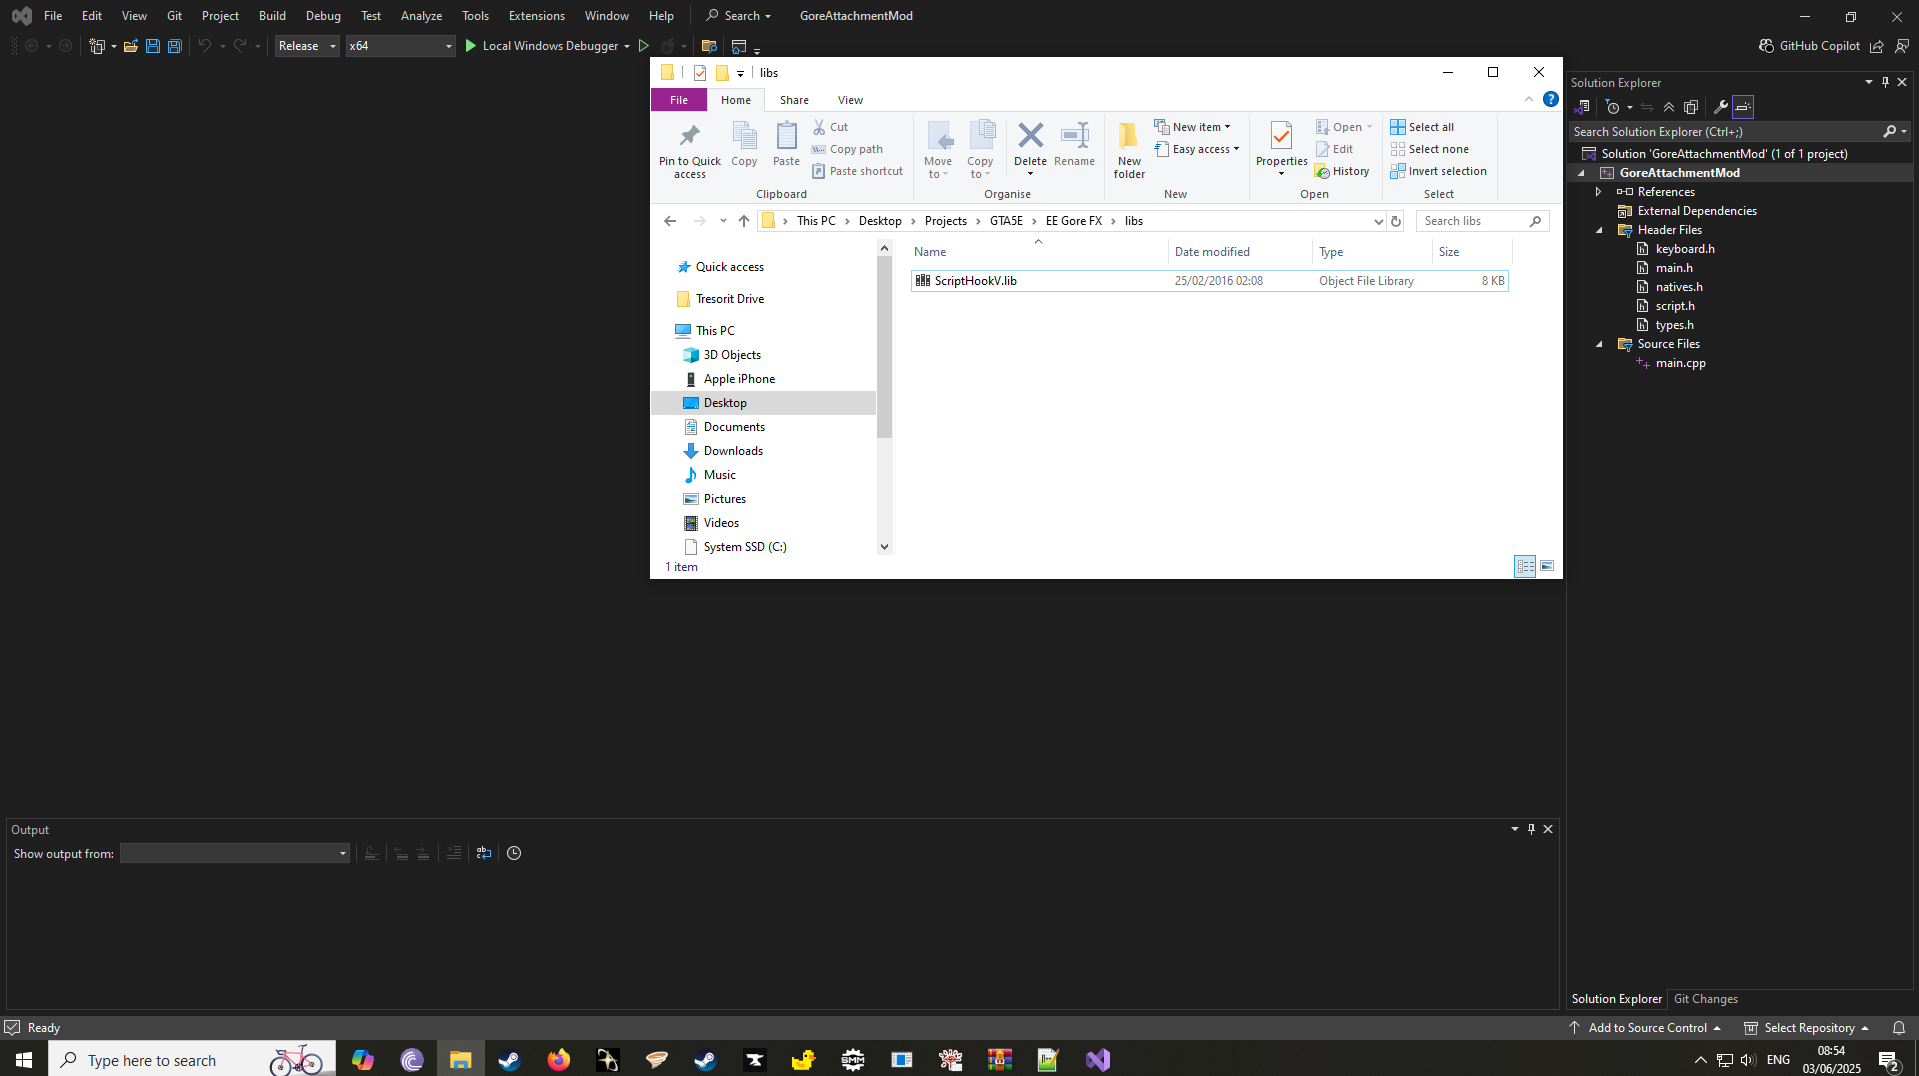 File Edit View Git Project Build Debug Test Analyze Tools Extensions Window Help Search GoreAttachmentMod
Release x64 Local Windows Debugger GitHub Copilot
libs
File Home Share View
Pin to Quick access
Copy
Paste
Cut
Copy path
Paste shortcut
Clipboard
Move to
Copy to
Delete
Rename
Organise
New folder
New item
Easy access
New
Properties
Open
Edit
History
Open
Select all
Select none
Invert selection
Select
This PC Desktop Projects GTA5E EE Gore FX libs
Search libs
Quick access
Tresorit Drive
This PC
3D Objects
Apple iPhone
Desktop
Documents
Downloads
Music
Pictures
Videos
System SSD (C:)
Name Date modified Type Size
ScriptHookV.lib 25/02/2016 02:08 Object File Library 8 KB
1 item
Solution Explorer
Search Solution Explorer (Ctrl+;)
Solution 'GoreAttachmentMod' (1 of 1 project)
GoreAttachmentMod
References
External Dependencies
Header Files
keyboard.h
main.h
natives.h
script.h
types.h
Source Files
main.cpp
Output
Show output from:
Solution Explorer Git Changes
Ready
Add to Source Control Select Repository
Type here to search
SMM
ENG
08:54
03/06/2025
2